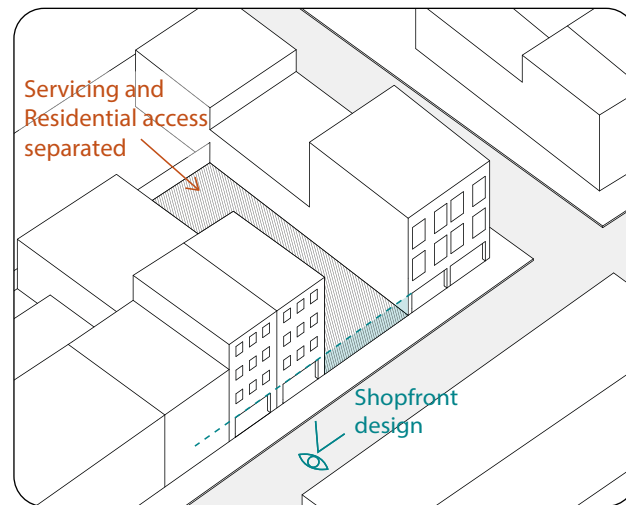 Servicing and
Residential access
separated
Shopfront
design